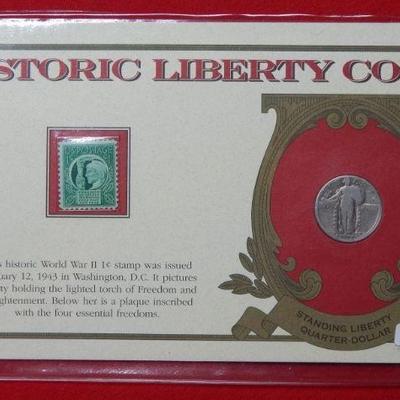 STORIC LIBERTY CO
U.S. POSTAGE
s historic World War II 1¢ stamp was issued
uary 12, 1943 in Washington, D.C. It pictures
ty holding the lighted torch of Freedom and
ghtenment. Below her is a plaque inscribed
with the four essential freedoms.
STANDING LIBERTY
QUARTER-DOLLAR